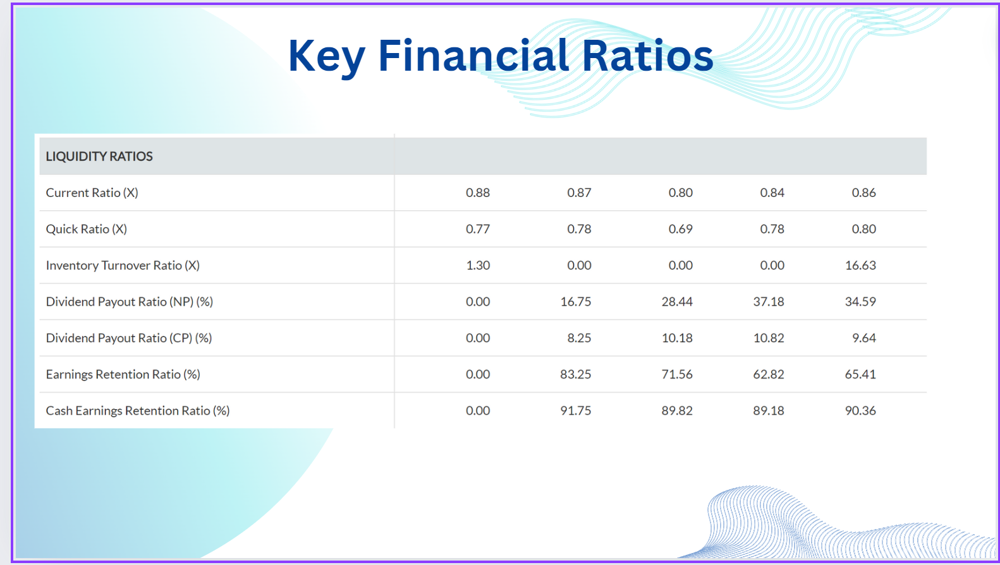 Key Financial Ratios
LIQUIDITY RATIOS
Current Ratio (X) 0.88 0.87 0.80 0.84 0.86
Quick Ratio (X) 0.77 0.78 0.69 0.78 0.80
Inventory Turnover Ratio (X) 1.30 0.00 0.00 0.00 16.63
Dividend Payout Ratio (NP) (%) 0.00 16.75 28.44 37.18 34.59
Dividend Payout Ratio (CP) (%) 0.00 8.25 10.18 10.82 9.64
Earnings Retention Ratio (%) 0.00 83.25 71.56 62.82 65.41
Cash Earnings Retention Ratio (%) 0.00 91.75 89.82 89.18 90.36